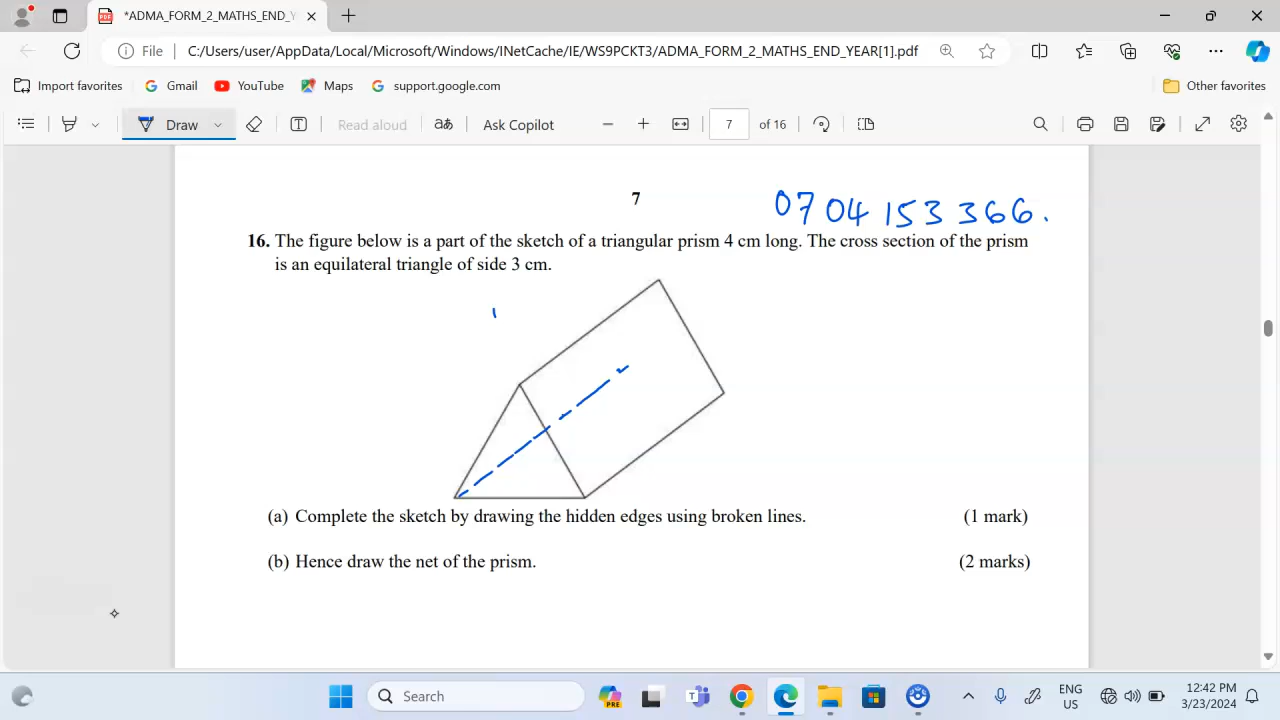 *ADMA_FORM_2_MATHS_END_Y
File C:/Users/user/AppData/Local/Microsoft/Windows/INetCache/IE/WS9PCKT3/ADMA_FORM_2_MATHS_END_YEAR[1].pdf
Import favorites Gmail YouTube Maps support.google.com Other favorites
Draw Read aloud aあ Ask Copilot 7 of 16
7
0704 153 366.
16. The figure below is a part of the sketch of a triangular prism 4 cm long. The cross section of the prism
is an equilateral triangle of side 3 cm.
(a) Complete the sketch by drawing the hidden edges using broken lines. (1 mark)
(b) Hence draw the net of the prism. (2 marks)
Search
PRE
ENG
US
12:42 PM
3/23/2024